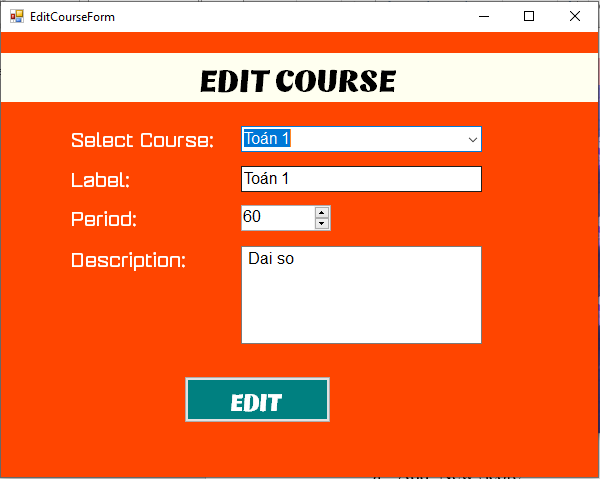 EditCourseForm
EDIT COURSE
Select Course: Toán 1
Label: Toán 1
Period: 60
Description: Dai so
EDIT